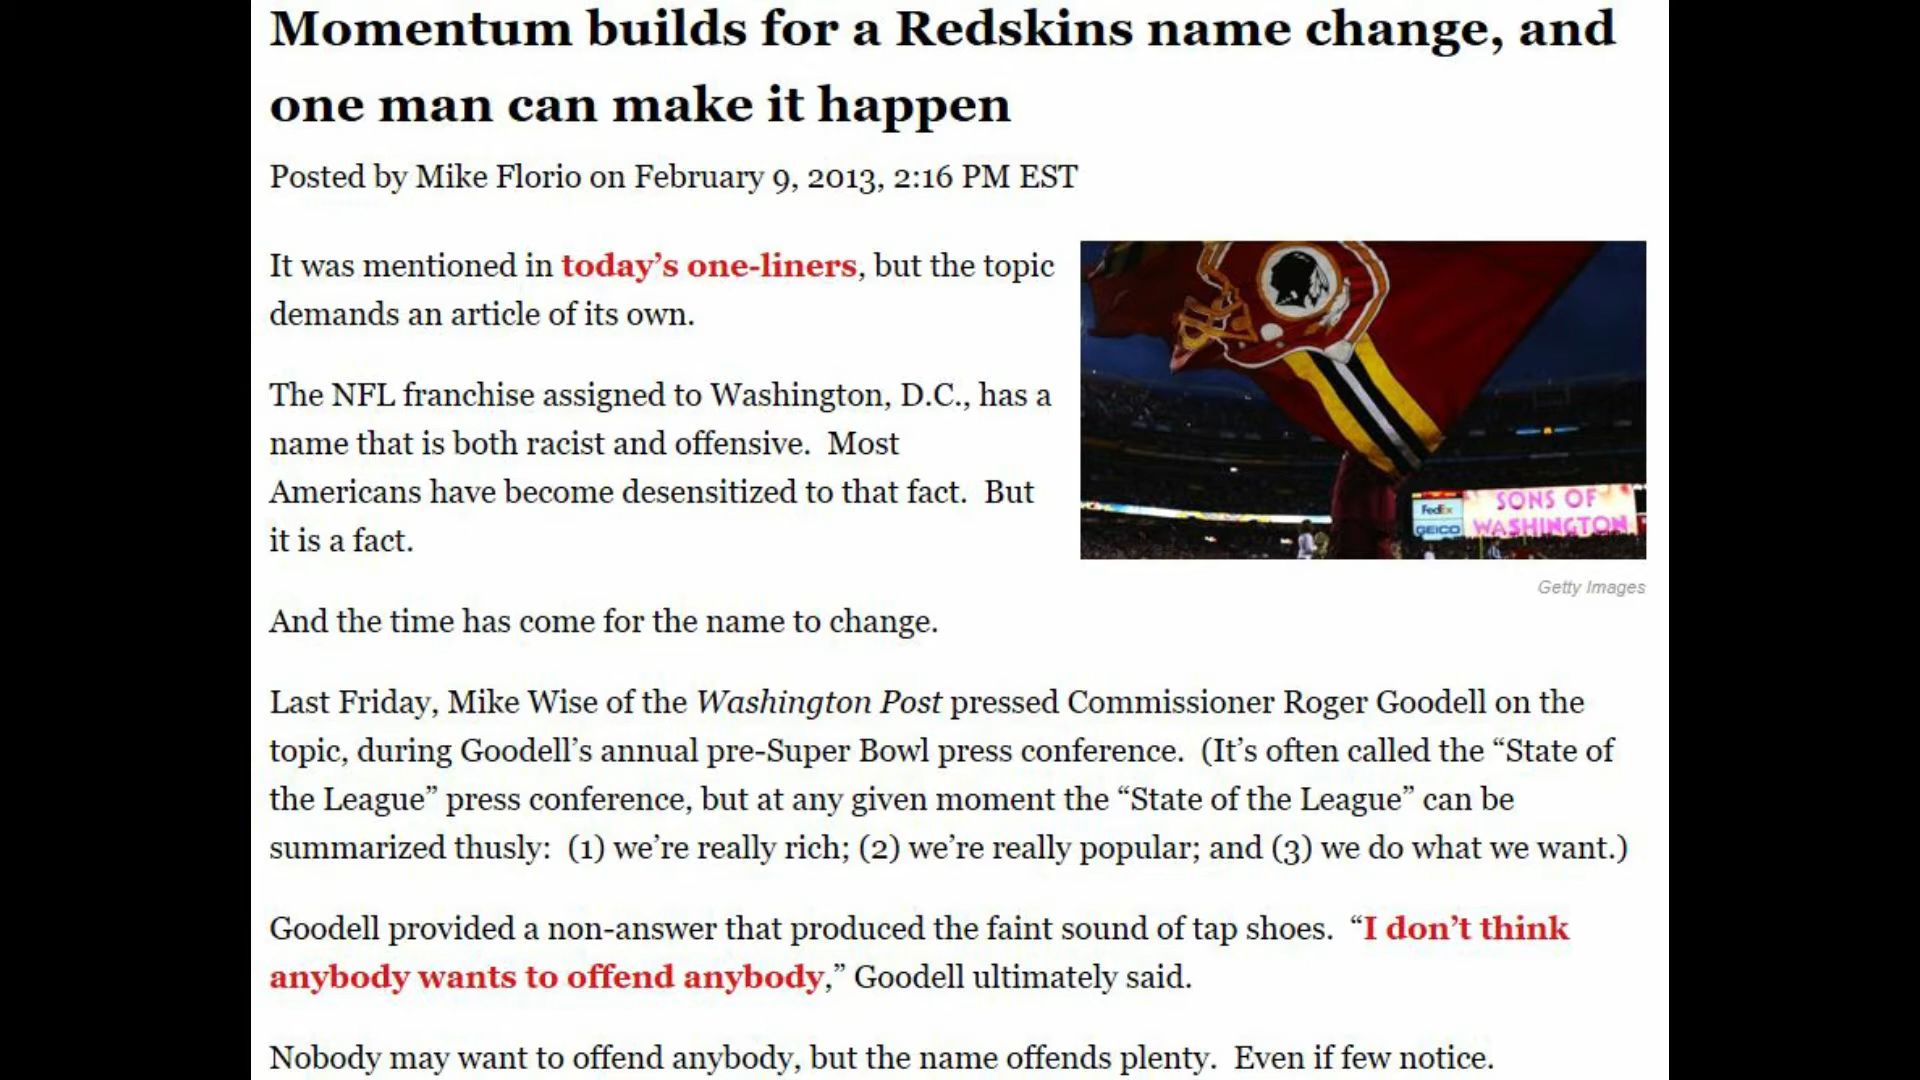 Momentum builds for a Redskins name change, and
one man can make it happen
Posted by Mike Florio on February 9, 2013, 2:16 PM EST
It was mentioned in today’s one-liners, but the topic
demands an article of its own.
The NFL franchise assigned to Washington, D.C., has a
name that is both racist and offensive.  Most
Americans have become desensitized to that fact.  But
it is a fact.
FedEx
GEICO
SONS OF
WASHINGTON
Getty Images
And the time has come for the name to change.
Last Friday, Mike Wise of the Washington Post pressed Commissioner Roger Goodell on the
topic, during Goodell’s annual pre-Super Bowl press conference.  (It’s often called the “State of
the League” press conference, but at any given moment the “State of the League” can be
summarized thusly:  (1) we’re really rich; (2) we’re really popular; and (3) we do what we want.)
Goodell provided a non-answer that produced the faint sound of tap shoes.  “I don’t think
anybody wants to offend anybody,” Goodell ultimately said.
Nobody may want to offend anybody, but the name offends plenty.  Even if few notice.